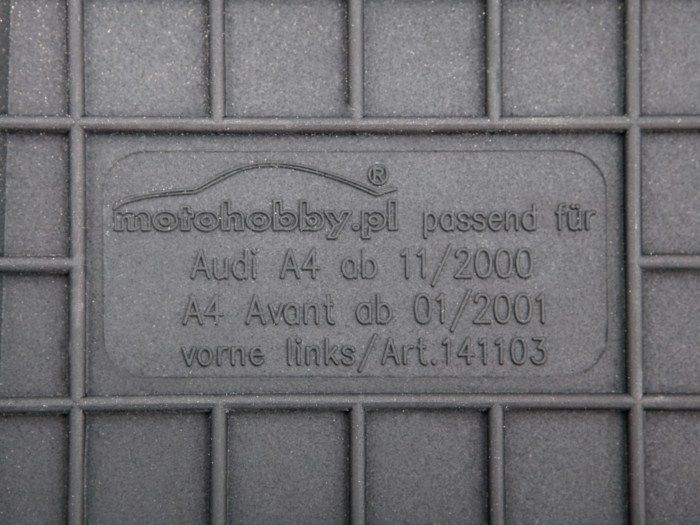 motohobby.pl® passend für
Audi A4 ab 11/2000
A4 Avant ab 01/2001
vorne links/Art.141103